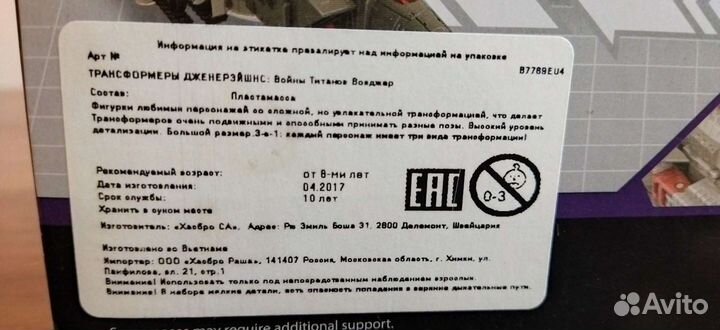 Информация на этикетке превалирует над информацией на упаковке
Арт №
B7769EU4
ТРАНСФОРМЕРЫ ДЖЕНЕРЭЙШНС: Войны Титанов Вояджер
Состав: Пластмасса
Фигурки любимых персонажей со сложной, но увлекательной трансформацией, что делает
Трансформеров очень подвижными и способными принимать разные позы. Высокий уровень
детализации. Большой размер.3-в-1: каждый персонаж имеет три вида трансформации!
Рекомендуемый возраст: от 8-ми лет
Дата изготовления: 04.2017
Срок службы: 10 лет
Хранить в сухом месте
EAC
0-3
Изготовитель: «Хасбро СА». Адрес: Рю Эмиль Боша 31, 2800 Делемонт, Швейцария
Изготовлено во Вьетнаме
Импортер: ООО «Хасбро Раша», 141407 Россия, Московская область, г. Химки, ул.
Панфилова, вл. 21, стр.1
Внимание! Использовать только под непосредственным наблюдением взрослых.
Внимание! В наборе мелкие детали, есть опасность попадания в верхние дыхательные пути.
may require additional support.
Avito